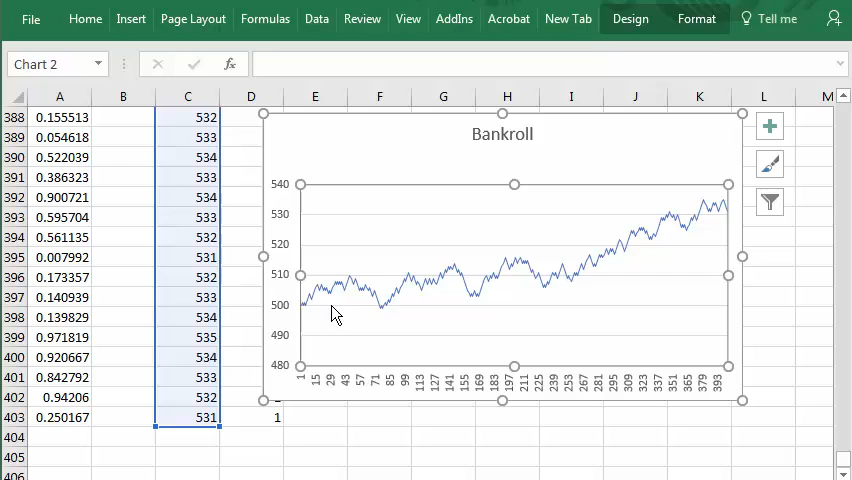 File Home Insert Page Layout Formulas Data Review View AddIns Acrobat New Tab Design Format Tell me
Chart 2 fx
A B C D E F G H I J K L M
388 0.155513 532
389 0.054618 533
390 0.522039 534
391 0.386323 533
392 0.900721 534
393 0.595704 533
394 0.561135 532
395 0.007992 531
396 0.173357 532
397 0.140939 533
398 0.139829 534
399 0.971819 535
400 0.920667 534
401 0.842792 533
402 0.94206 532
403 0.250167 531 1
404
405
406
Bankroll
540
530
520
510
500
490
480
1 15 29 43 57 71 85 99 113 127 141 155 169 183 197 211 225 239 253 267 281 295 309 323 337 351 365 379 393